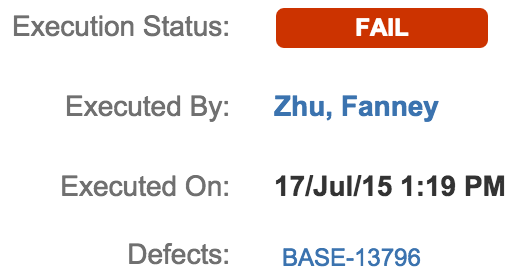 Execution Status: FAIL
Executed By: Zhu, Fanney
Executed On: 17/Jul/15 1:19 PM
Defects: BASE-13796